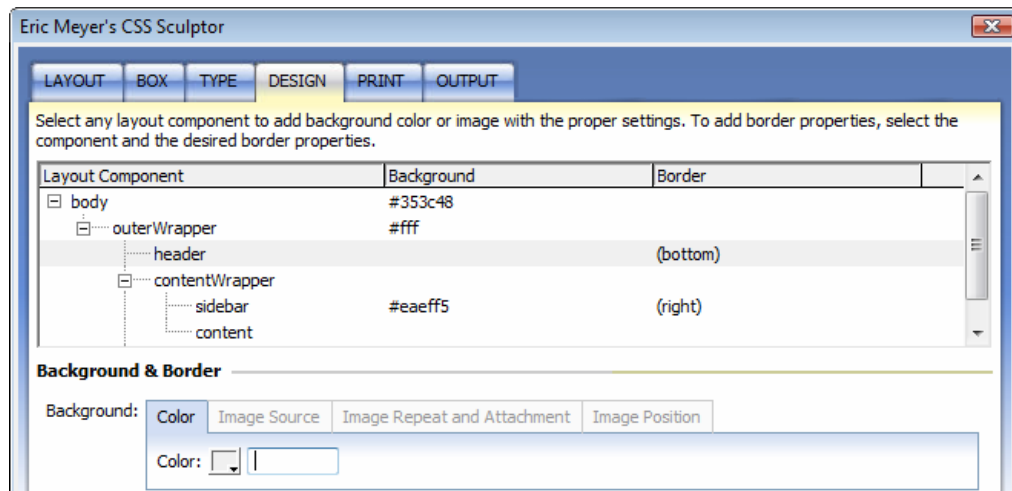 Eric Meyer's CSS Sculptor
LAYOUT BOX TYPE DESIGN PRINT OUTPUT
Select any layout component to add background color or image with the proper settings. To add border properties, select the
component and the desired border properties.
Layout Component Background Border
body #353c48
outerWrapper #fff
header (bottom)
contentWrapper
sidebar #eaeff5 (right)
content
Background & Border
Background: Color Image Source Image Repeat and Attachment Image Position
Color: